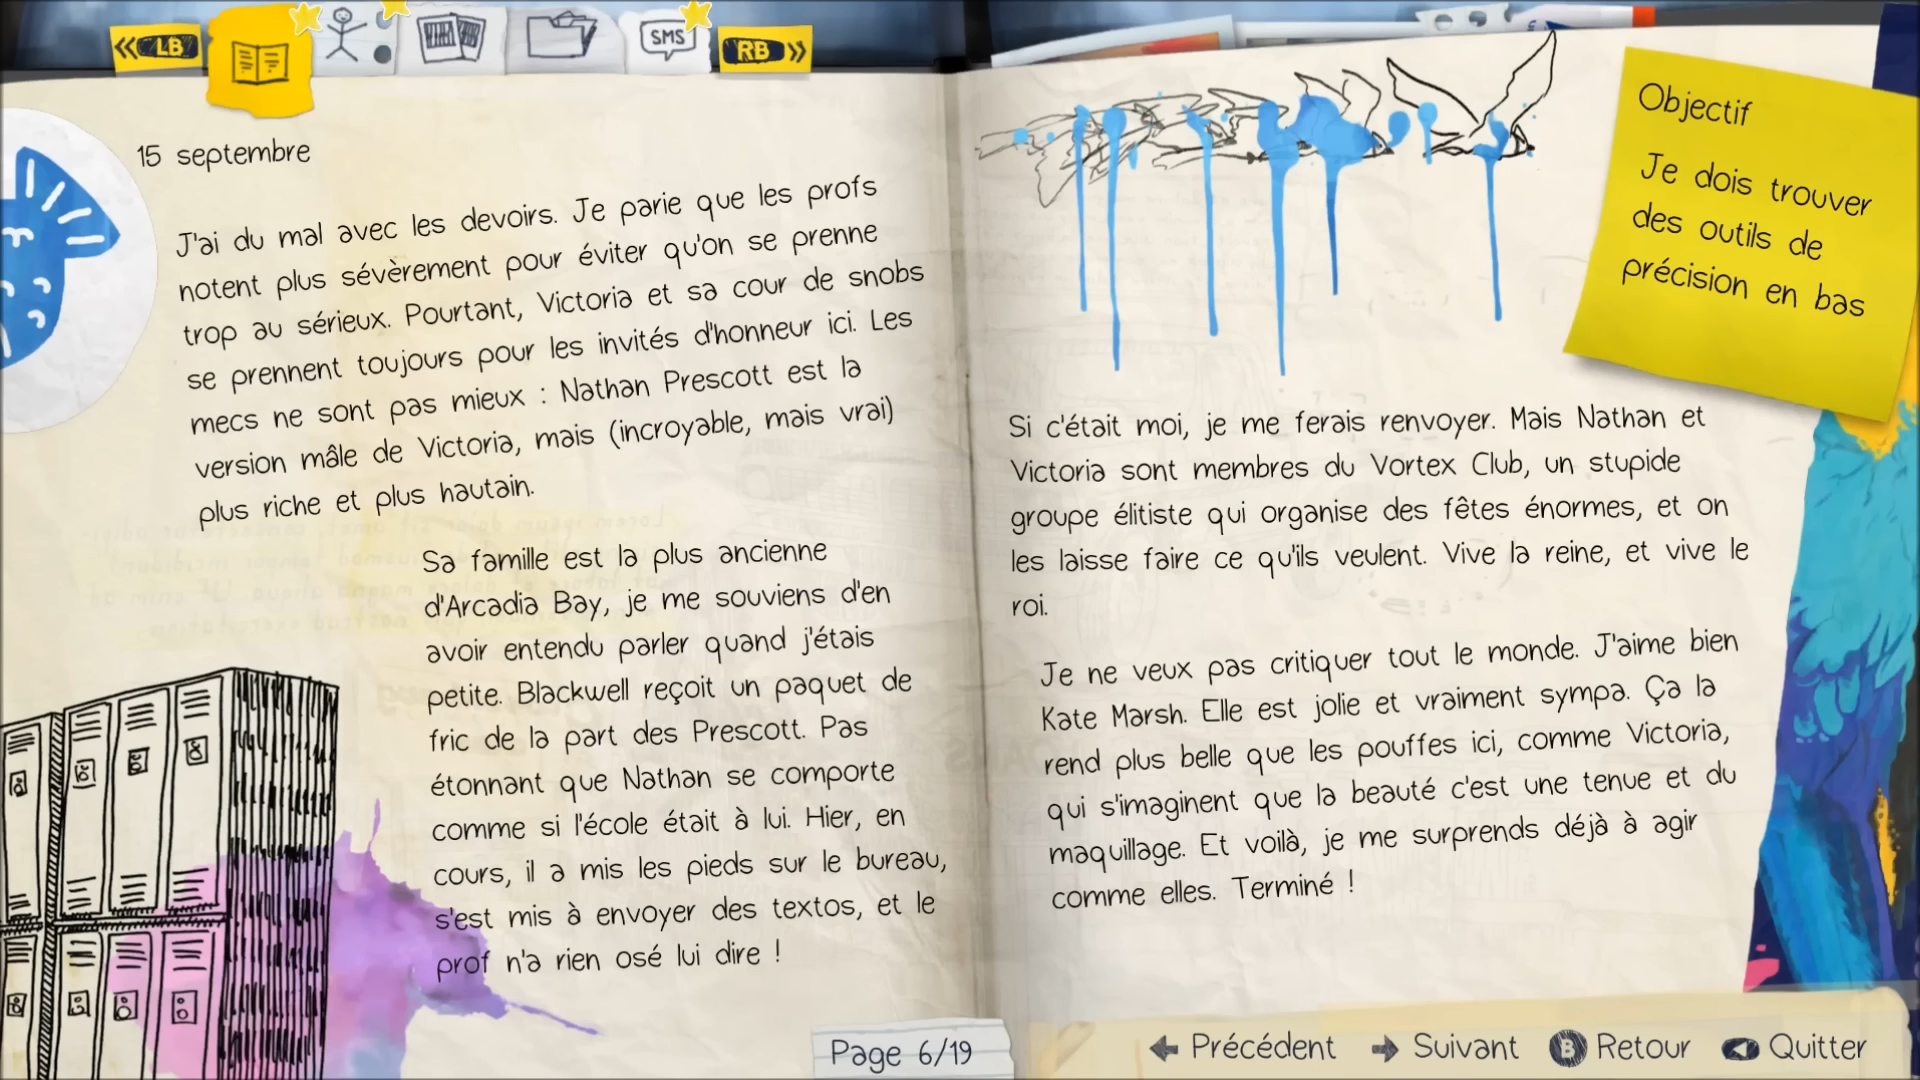 LB
SMS
RB
15 septembre
J'ai du mal avec les devoirs. Je parie que les profs
notent plus sévèrement pour éviter qu'on se prenne
trop au sérieux. Pourtant, Victoria et sa cour de snobs
se prennent toujours pour les invités d'honneur ici. Les
mecs ne sont pas mieux : Nathan Prescott est la
version mâle de Victoria, mais (incroyable, mais vrai)
plus riche et plus hautain.
Sa famille est la plus ancienne
d'Arcadia Bay, je me souviens d'en
avoir entendu parler quand j'étais
petite. Blackwell reçoit un paquet de
fric de la part des Prescott. Pas
étonnant que Nathan se comporte
comme si l'école était à lui. Hier, en
cours, il a mis les pieds sur le bureau,
s'est mis à envoyer des textos, et le
prof n'a rien osé lui dire !
Si c'était moi, je me ferais renvoyer. Mais Nathan et
Victoria sont membres du Vortex Club, un stupide
groupe élitiste qui organise des fêtes énormes, et on
les laisse faire ce qu'ils veulent. Vive la reine, et vive le
roi.
Je ne veux pas critiquer tout le monde. J'aime bien
Kate Marsh. Elle est jolie et vraiment sympa. Ça la
rend plus belle que les pouffes ici, comme Victoria,
qui s'imaginent que la beauté c'est une tenue et du
maquillage. Et voilà, je me surprends déjà à agir
comme elles. Terminé !
Objectif
Je dois trouver
des outils de
précision en bas
Page 6/19
Précédent Suivant B Retour Quitter